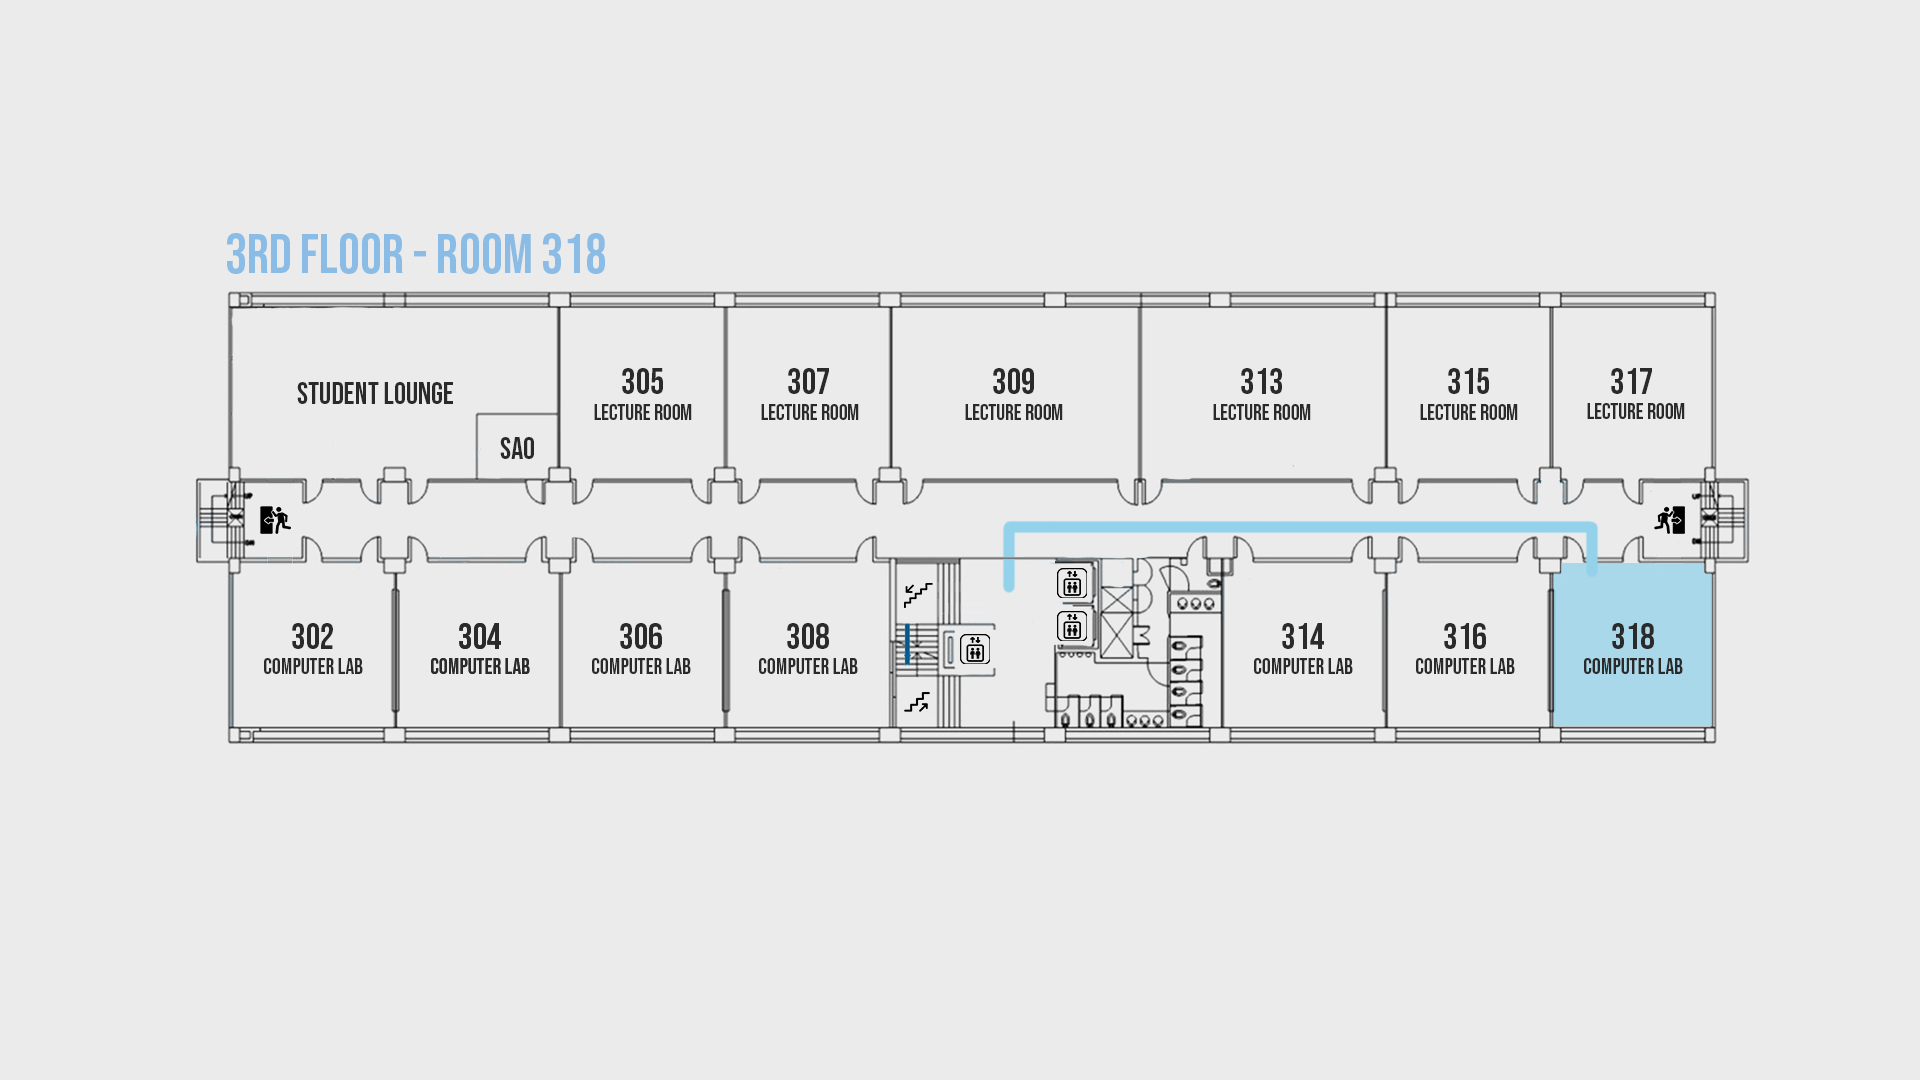 3RD FLOOR - ROOM 318
STUDENT LOUNGE
SAO
305
LECTURE ROOM
307
LECTURE ROOM
309
LECTURE ROOM
313
LECTURE ROOM
315
LECTURE ROOM
317
LECTURE ROOM
UP
DN
302
COMPUTER LAB
304
COMPUTER LAB
306
COMPUTER LAB
308
COMPUTER LAB
314
COMPUTER LAB
316
COMPUTER LAB
318
COMPUTER LAB